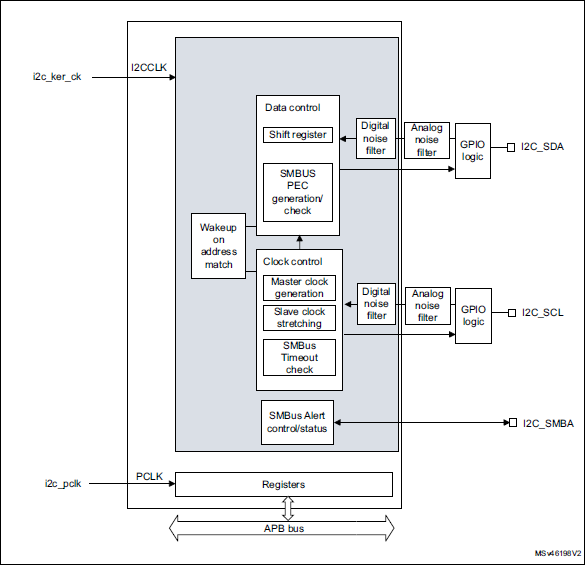 i2c_ker_ck
I2CCLK
Data control
Shift register
SMBUS
PEC
generation/
check
Digital
noise
filter
Analog
noise
filter
GPIO
logic
I2C_SDA
Wakeup
on
address
match
Clock control
Master clock
generation
Slave clock
stretching
SMBus
Timeout
check
Digital
noise
filter
Analog
noise
filter
GPIO
logic
I2C_SCL
SMBus Alert
control/status
I2C_SMBA
i2c_pclk
PCLK
Registers
APB bus
MSv46198V2